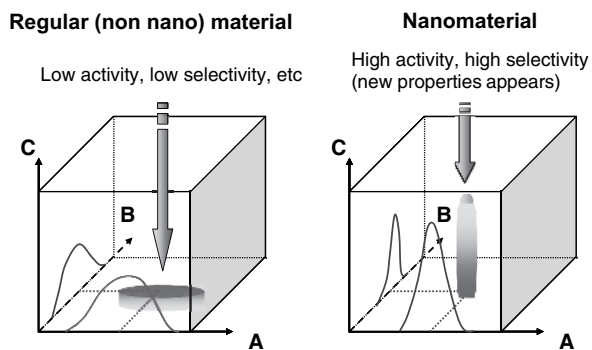 Regular (non nano) material
Low activity, low selectivity, etc
C
B
A
Nanomaterial
High activity, high selectivity
(new properties appears)
C
B
A